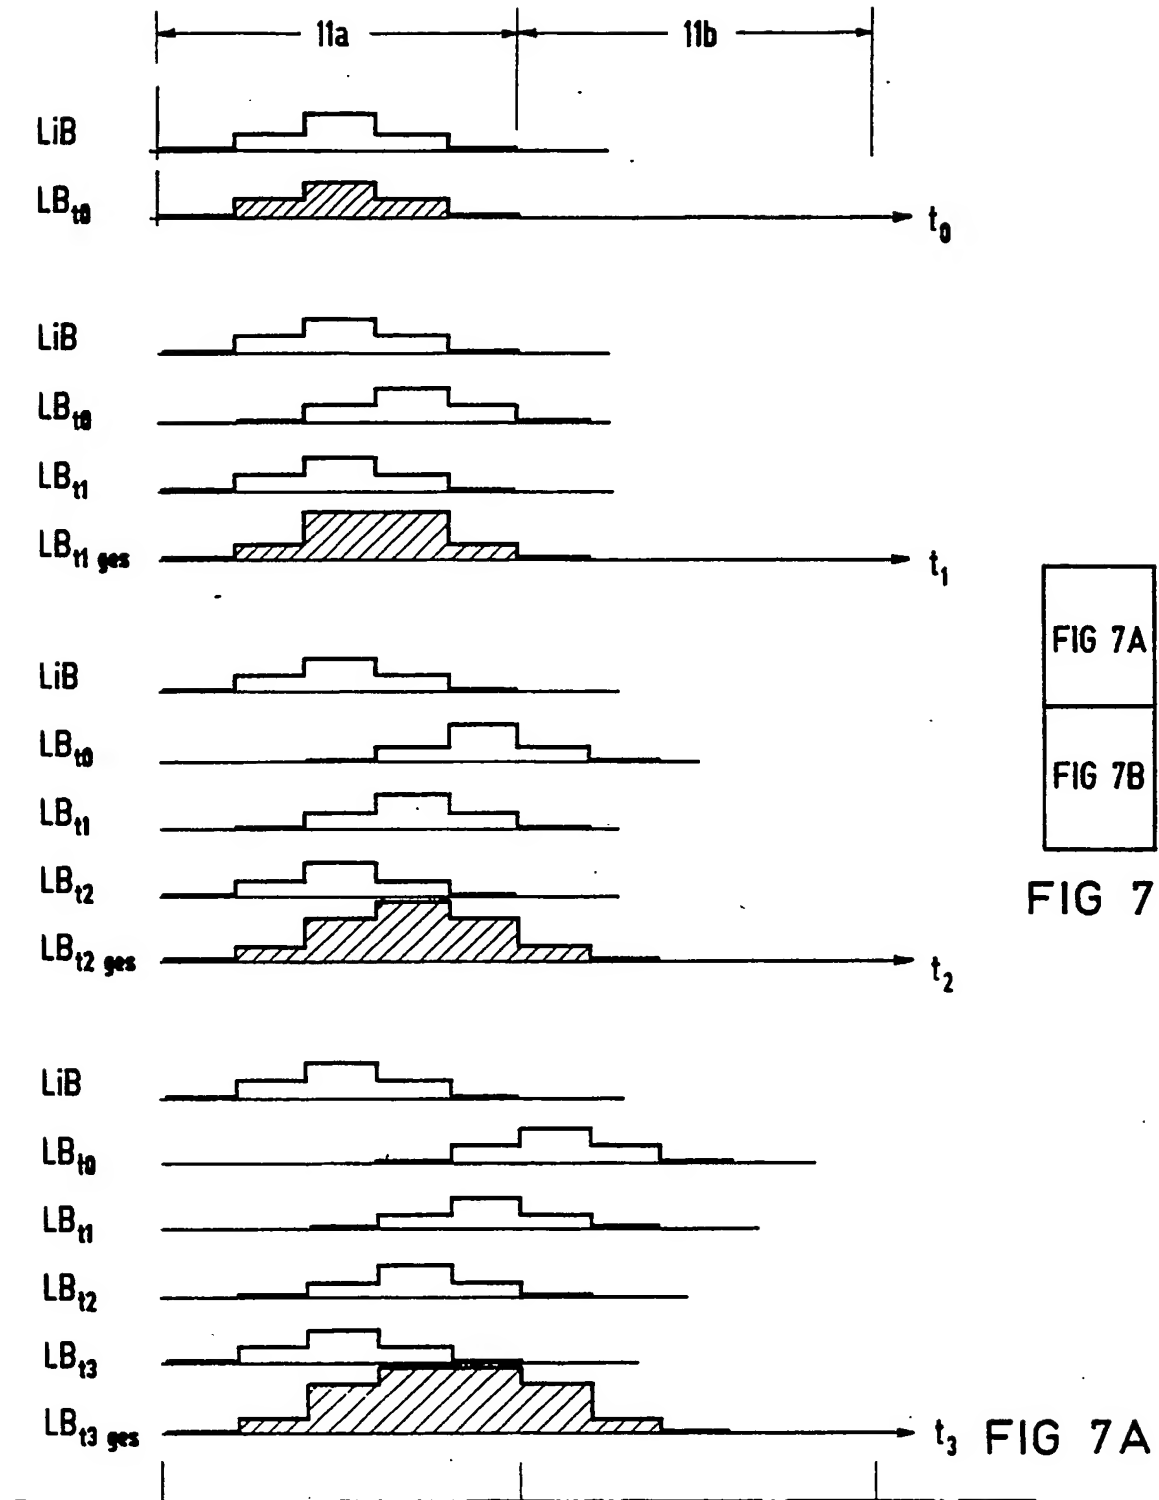 11a 11b
LiB
LBt0 t0
LiB
LBt0
LBt1
LBt1 ges t1
LiB
LBt0
LBt1
LBt2
LBt2 ges t2
FIG 7A
FIG 7B
FIG 7
LiB
LBt0
LBt1
LBt2
LBt3
LBt3 ges t3 FIG 7A